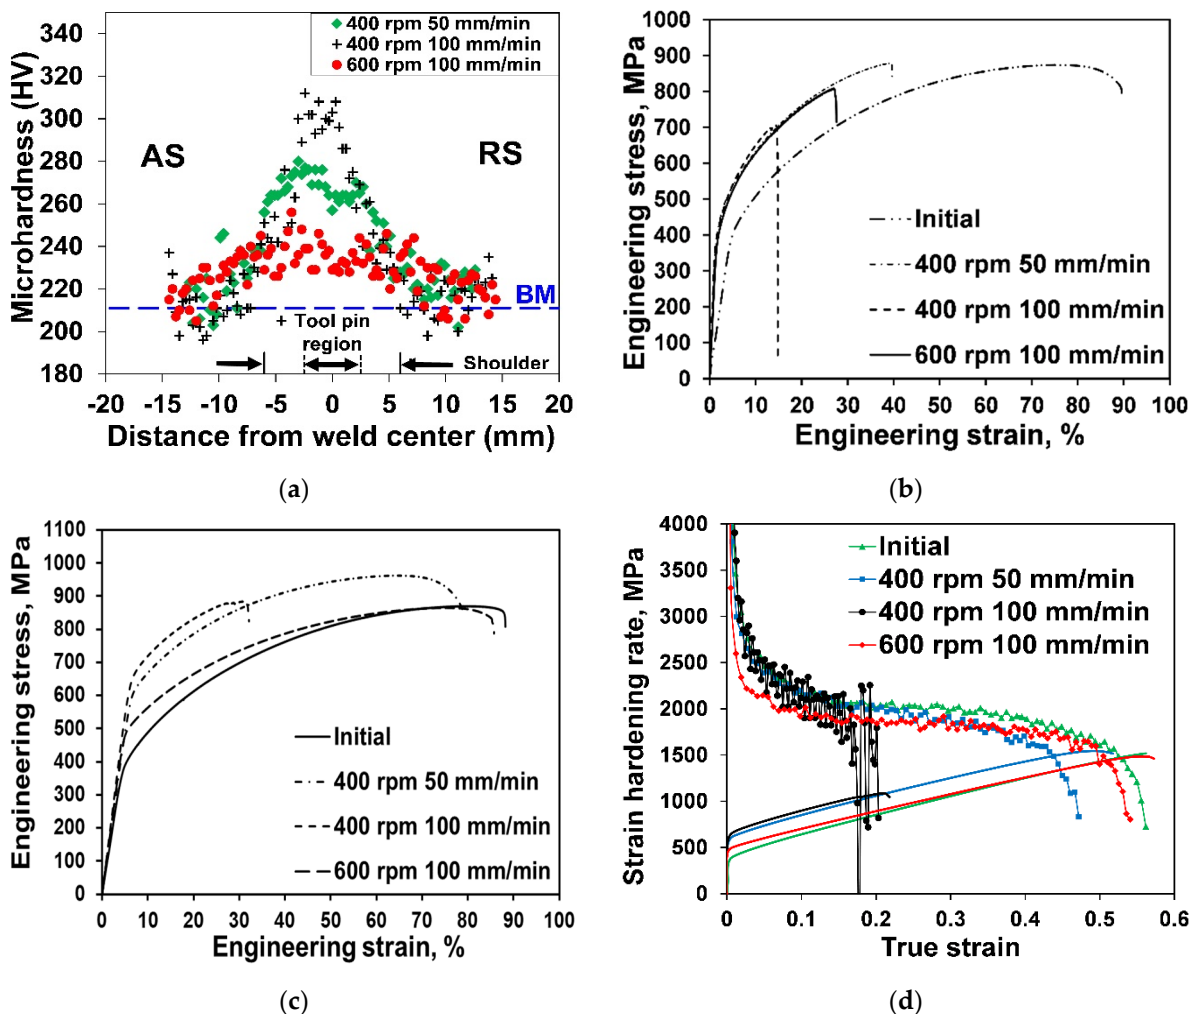 340
320
300
280
260
240
220
200
180
-20 -15 -10 -5 0 5 10 15 20
Microhardness (HV)
Distance from weld center (mm)
400 rpm 50 mm/min
400 rpm 100 mm/min
600 rpm 100 mm/min
AS
RS
BM
Tool pin
region
Shoulder
(a)
1000
900
800
700
600
500
400
300
200
100
0
0 10 20 30 40 50 60 70 80 90 100
Engineering stress, MPa
Engineering strain, %
Initial
400 rpm 50 mm/min
400 rpm 100 mm/min
600 rpm 100 mm/min
(b)
1100
1000
900
800
700
600
500
400
300
200
100
0
0 10 20 30 40 50 60 70 80 90 100
Engineering stress, MPa
Engineering strain, %
Initial
400 rpm 50 mm/min
400 rpm 100 mm/min
600 rpm 100 mm/min
(c)
4000
3500
3000
2500
2000
1500
1000
500
0
0 0.1 0.2 0.3 0.4 0.5 0.6
Strain hardening rate, MPa
True strain
Initial
400 rpm 50 mm/min
400 rpm 100 mm/min
600 rpm 100 mm/min
(d)